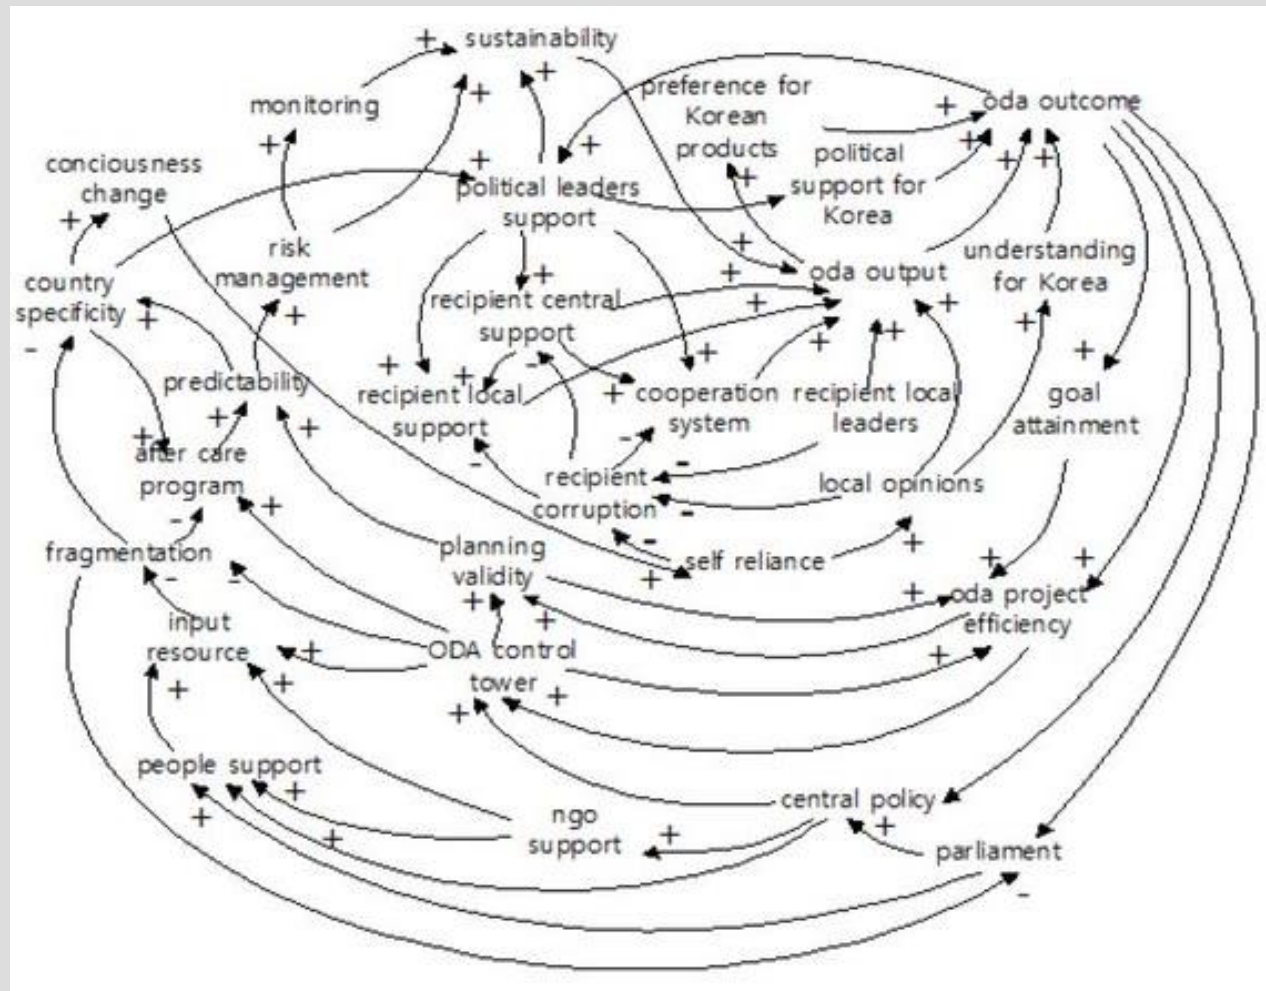 sustainability
monitoring
conciousness
change
preference for
Korean
products
oda outcome
political
support for
Korea
political leaders
support
risk
management
country
specificity
oda output
understanding
for Korea
recipient central
support
predictability
recipient local
support
cooperation
system
recipient local
leaders
goal
attainment
after care
program
recipient
corruption
local opinions
fragmentation
planning
validity
self reliance
oda project
efficiency
input
resource
ODA control
tower
people support
ngo
support
central policy
parliament